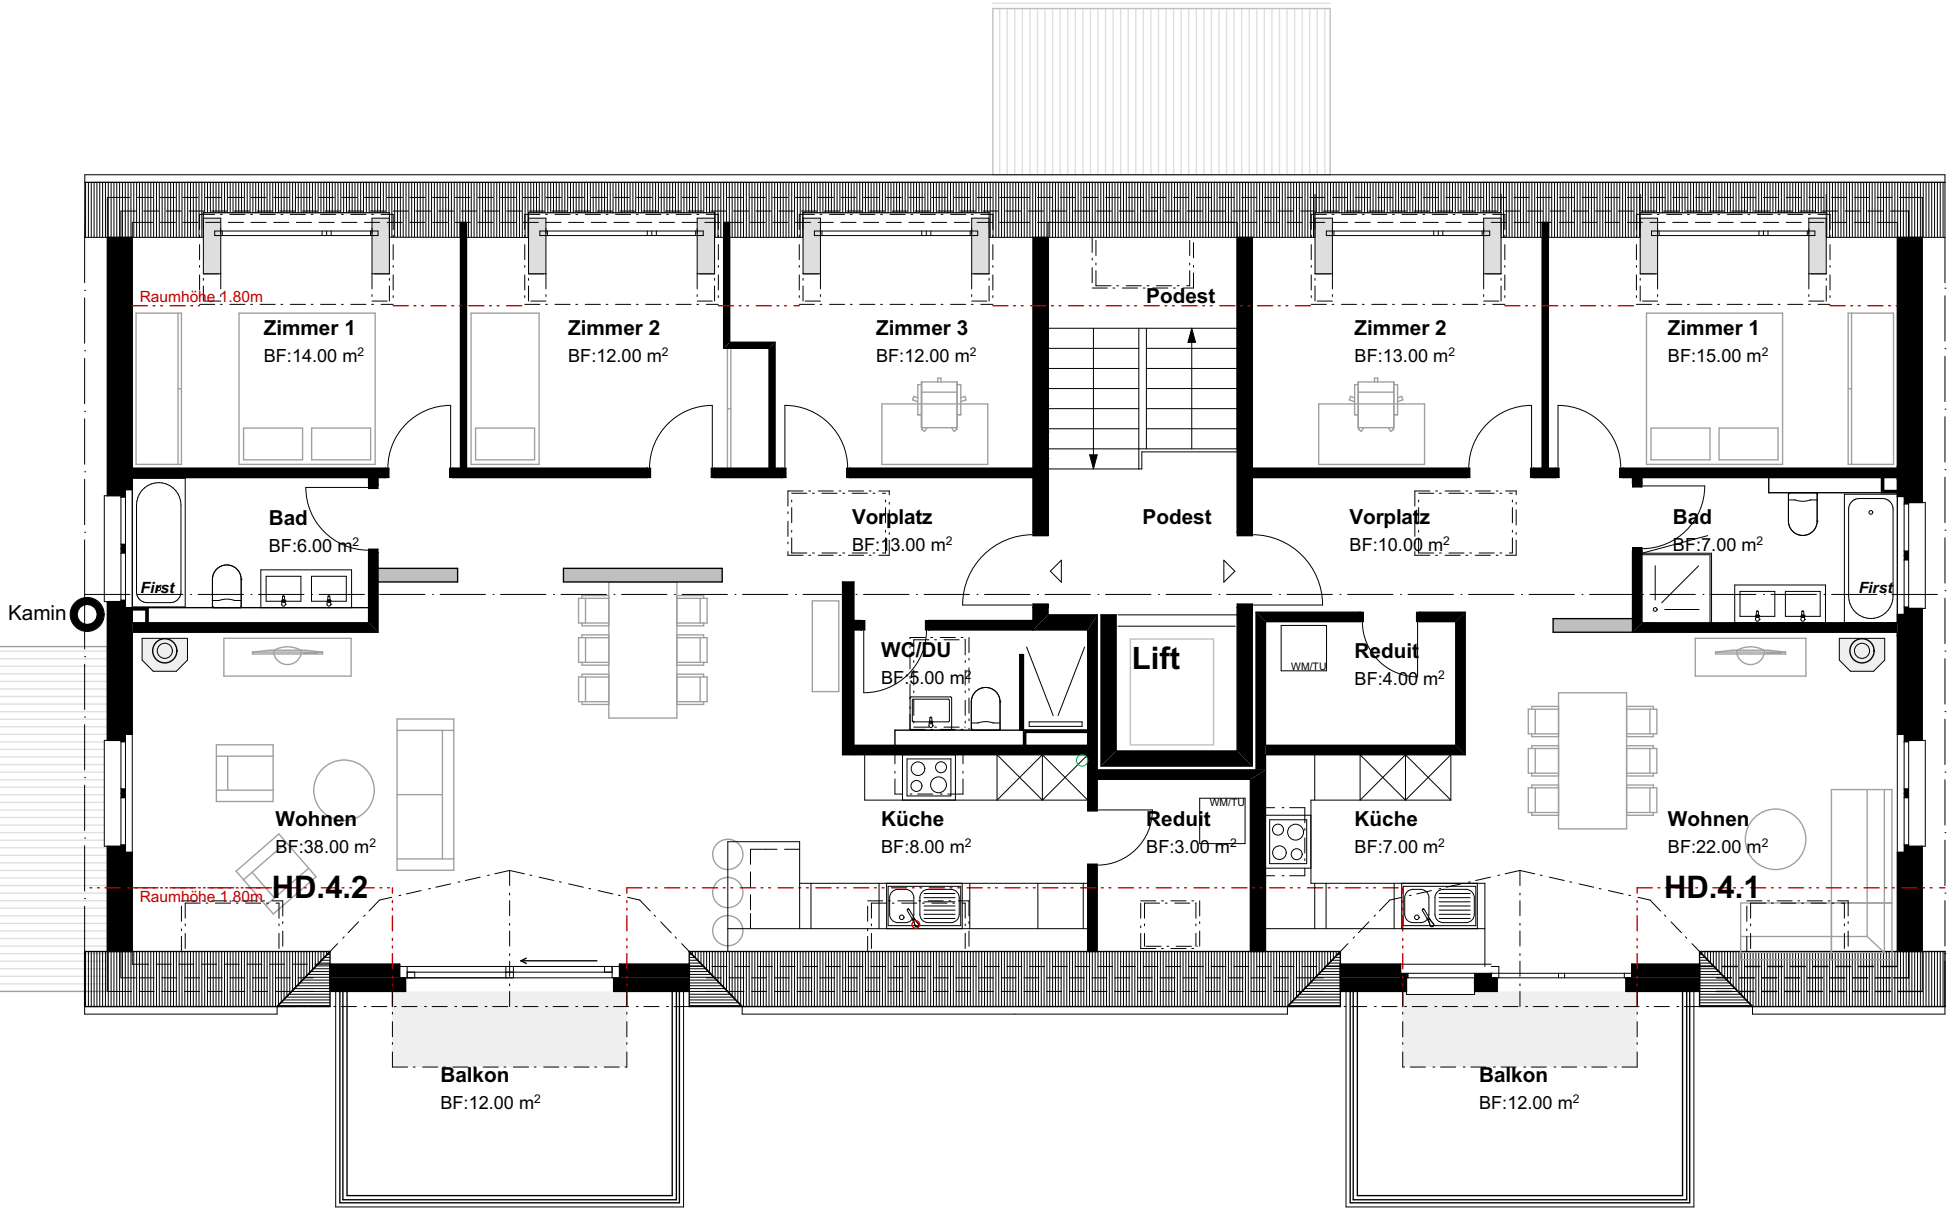 Podest
Raumhöhe 1.80m
Zimmer 1
BF:14.00 m²
Zimmer 2
BF:12.00 m²
Zimmer 3
BF:12.00 m²
Zimmer 2
BF:13.00 m²
Zimmer 1
BF:15.00 m²
Bad
BF:6.00 m²
Vorplatz
BF:13.00 m²
Podest
Vorplatz
BF:10.00 m²
Bad
BF:7.00 m²
First
First
Kamin
WC/DU
BF:5.00 m²
Lift
WM/TU
Reduit
BF:4.00 m²
WM/TU
Wohnen
BF:38.00 m²
Küche
BF:8.00 m²
Reduit
BF:3.00 m²
Küche
BF:7.00 m²
Wohnen
BF:22.00 m²
HD.4.2
HD.4.1
Raumhöhe 1.80m
Balkon
BF:12.00 m²
Balkon
BF:12.00 m²